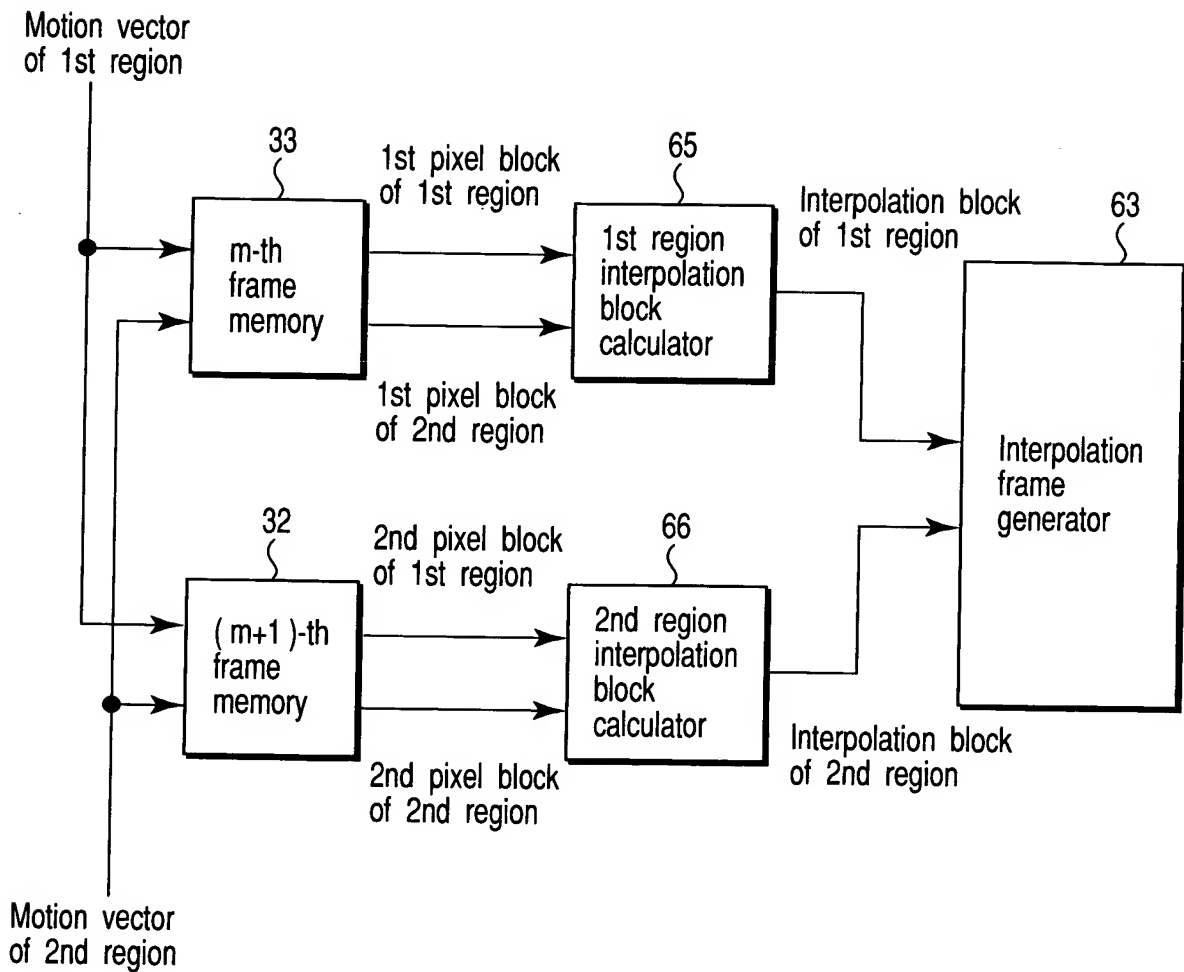 Motion vector
of 1st region
33
1st pixel block
of 1st region
65
Interpolation block
of 1st region
63
m-th
frame
memory
1st region
interpolation
block
calculator
1st pixel block
of 2nd region
Interpolation
frame
generator
32
2nd pixel block
of 1st region
66
(m+1)-th
frame
memory
2nd region
interpolation
block
calculator
2nd pixel block
of 2nd region
Interpolation block
of 2nd region
Motion vector
of 2nd region